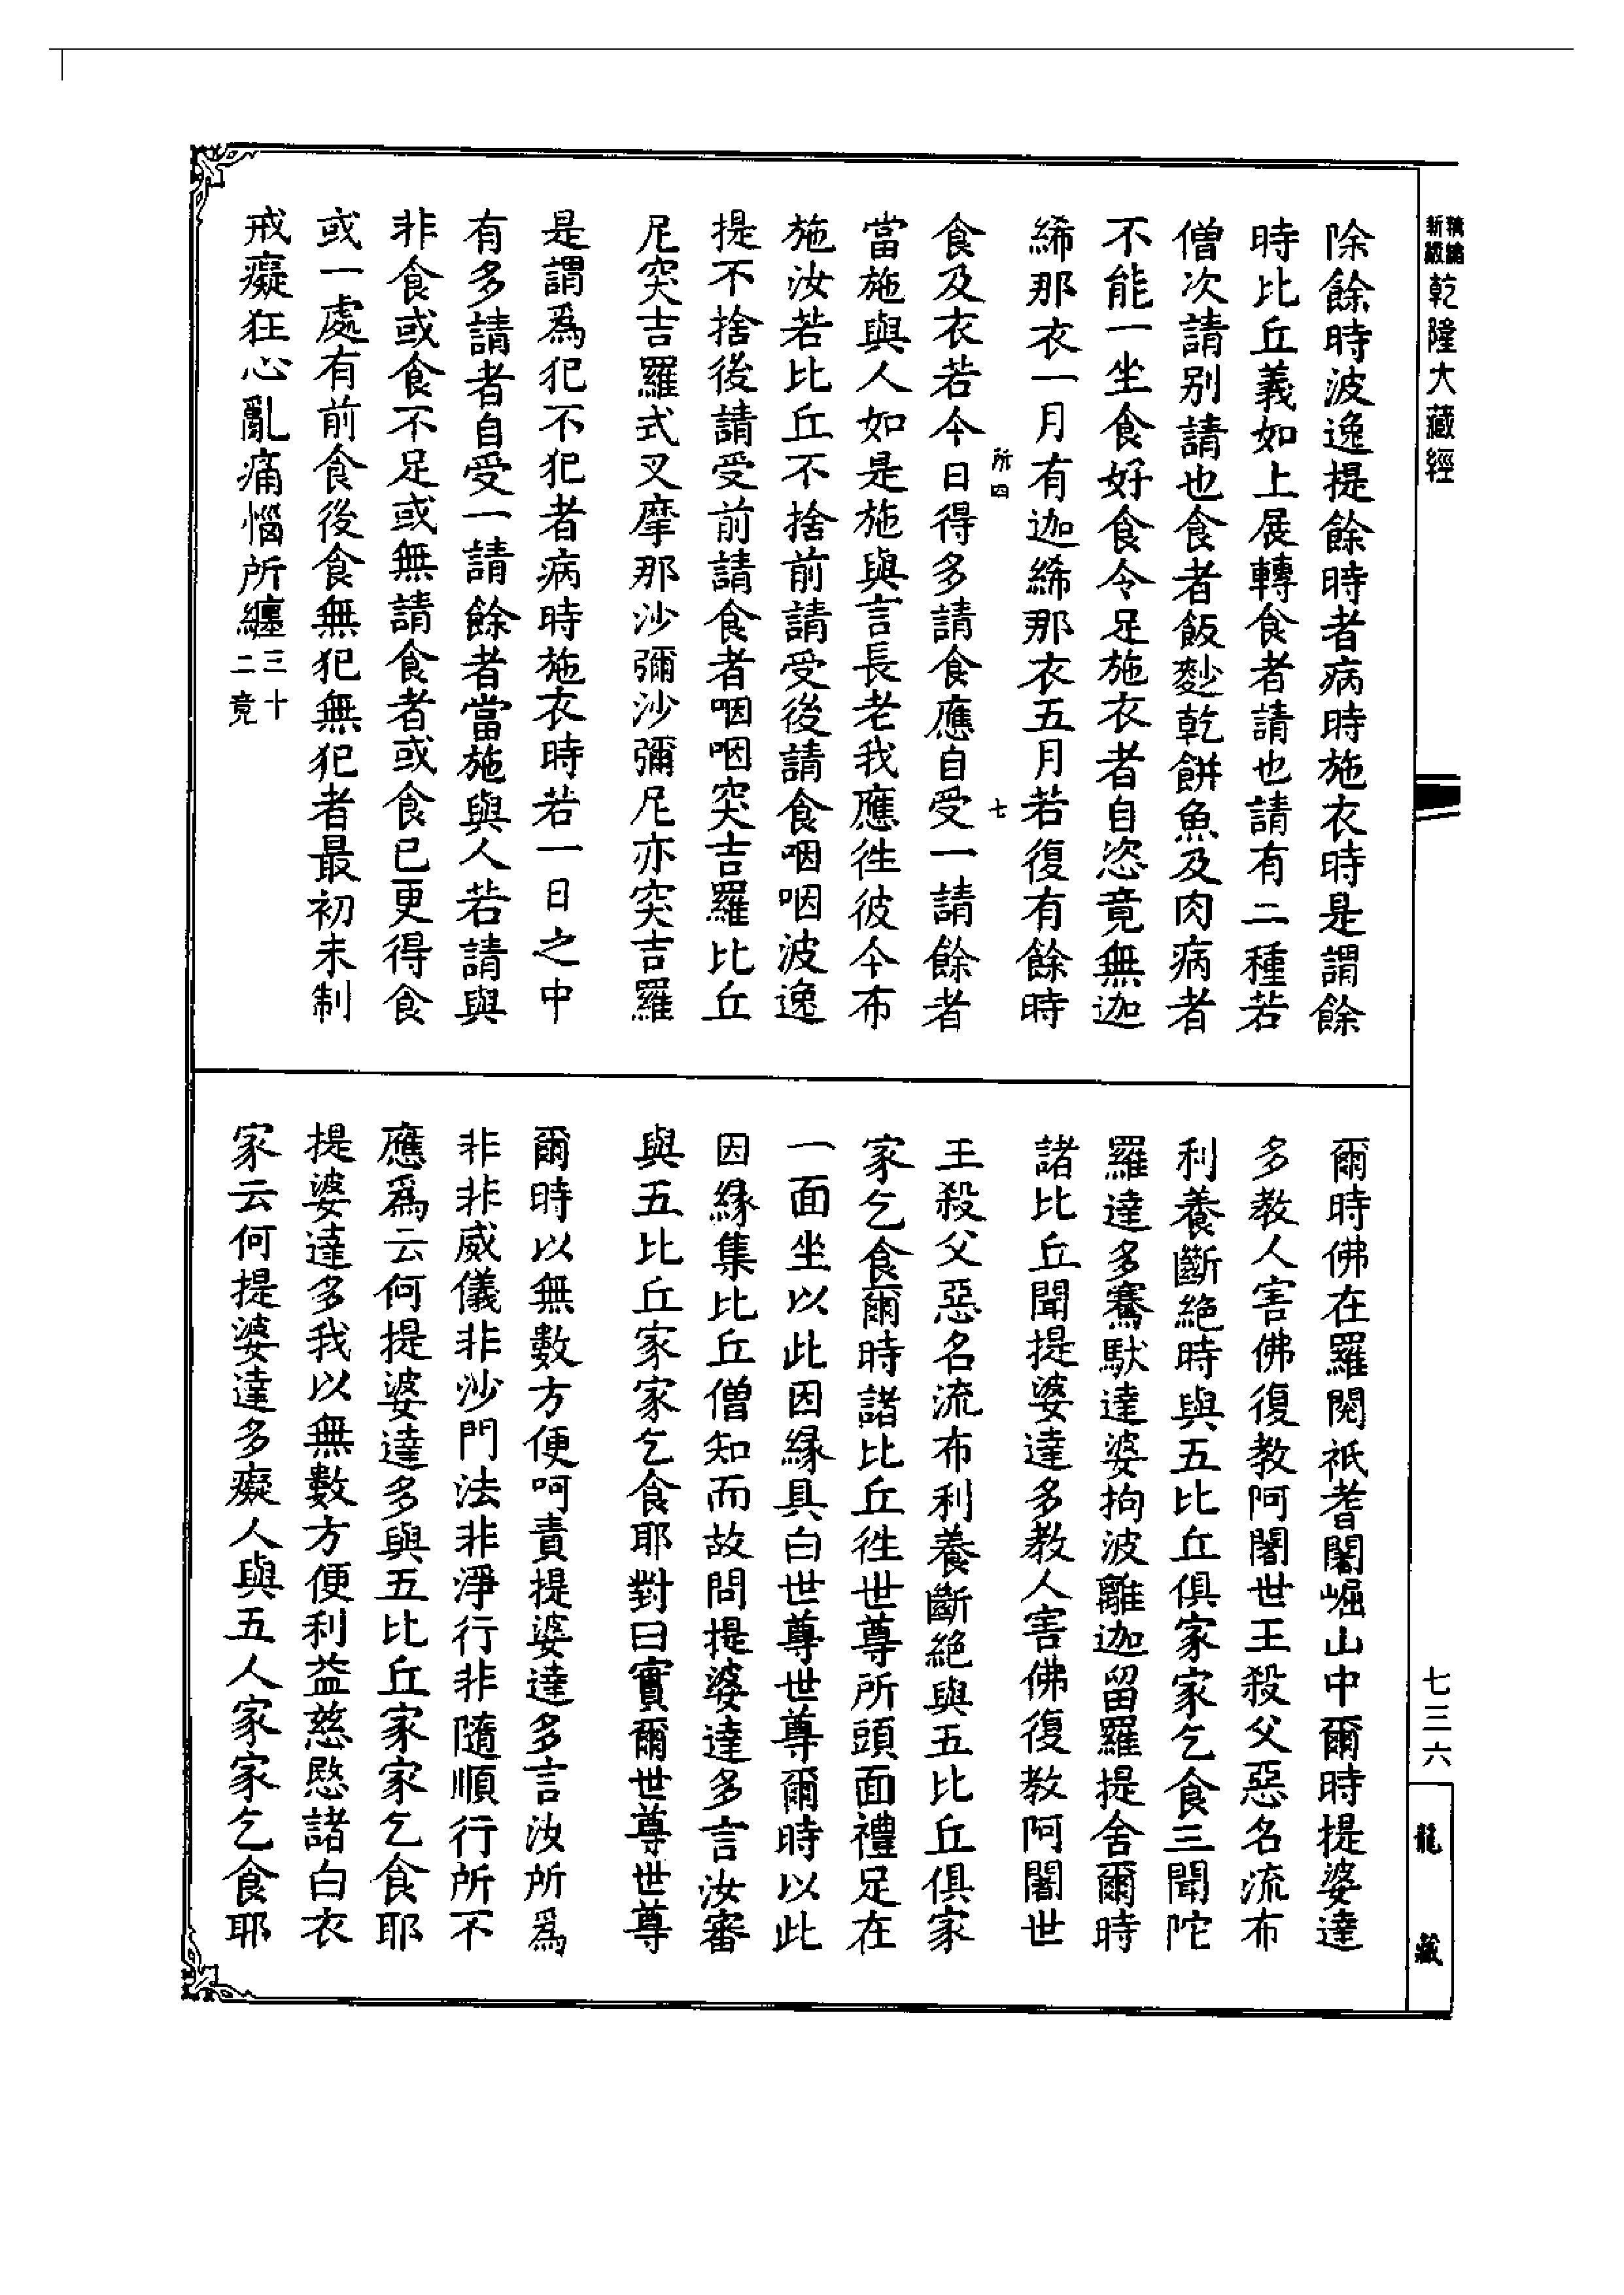 精縮
新版
乾隆大藏經
除餘時波逸提餘時者病時施衣時是謂餘
時比丘義如上展轉食者請也請有二種若
僧次請別請也食者飯麨乾餅魚及肉病者
不能一坐食好食令足施衣者自恣竟無迦
絺那衣一月有迦絺那衣五月若復有餘時
所四
七
食及衣若今日得多請食應自受一請餘者
當施與人如是施與言長老我應徃彼今布
施汝若比丘不捨前請受後請食咽咽波逸
提不捨後請受前請食者咽咽突吉羅比丘
尼突吉羅式叉摩那沙彌沙彌尼亦突吉羅
是謂為犯不犯者病時施衣時若一日之中
有多請者自受一請餘者當施與人若請與
非食或食不足或無請食者或食已更得食
或一處有前食後食無犯無犯者最初未制
戒癡狂心亂痛惱所纏三十
二竟
爾時佛在羅閱祇耆闍崛山中爾時提婆達
多教人害佛復教阿闍世王殺父惡名流布
利養斷絶時與五比丘俱家家乞食三聞陀
羅達多騫馱達婆拘波離迦留羅提舍爾時
諸比丘聞提婆達多教人害佛復教阿闍世
王殺父惡名流布利養斷絕與五比丘俱家
家乞食爾時諸比丘徃世尊所頭面禮足在
一面坐以此因縁具白世尊世尊爾時以此
因縁集比丘僧知而故問提婆達多言汝審
與五比丘家家乞食耶對曰實爾世尊世尊
爾時以無數方便呵責提婆達多言汝所為
非非威儀非沙門法非淨行非隨順行所不
應為云何提婆達多與五比丘家家乞食耶
提婆達多我以無數方便利益慈愍諸白衣
家云何提婆達多癡人與五人家家乞食耶
七三六
龍藏